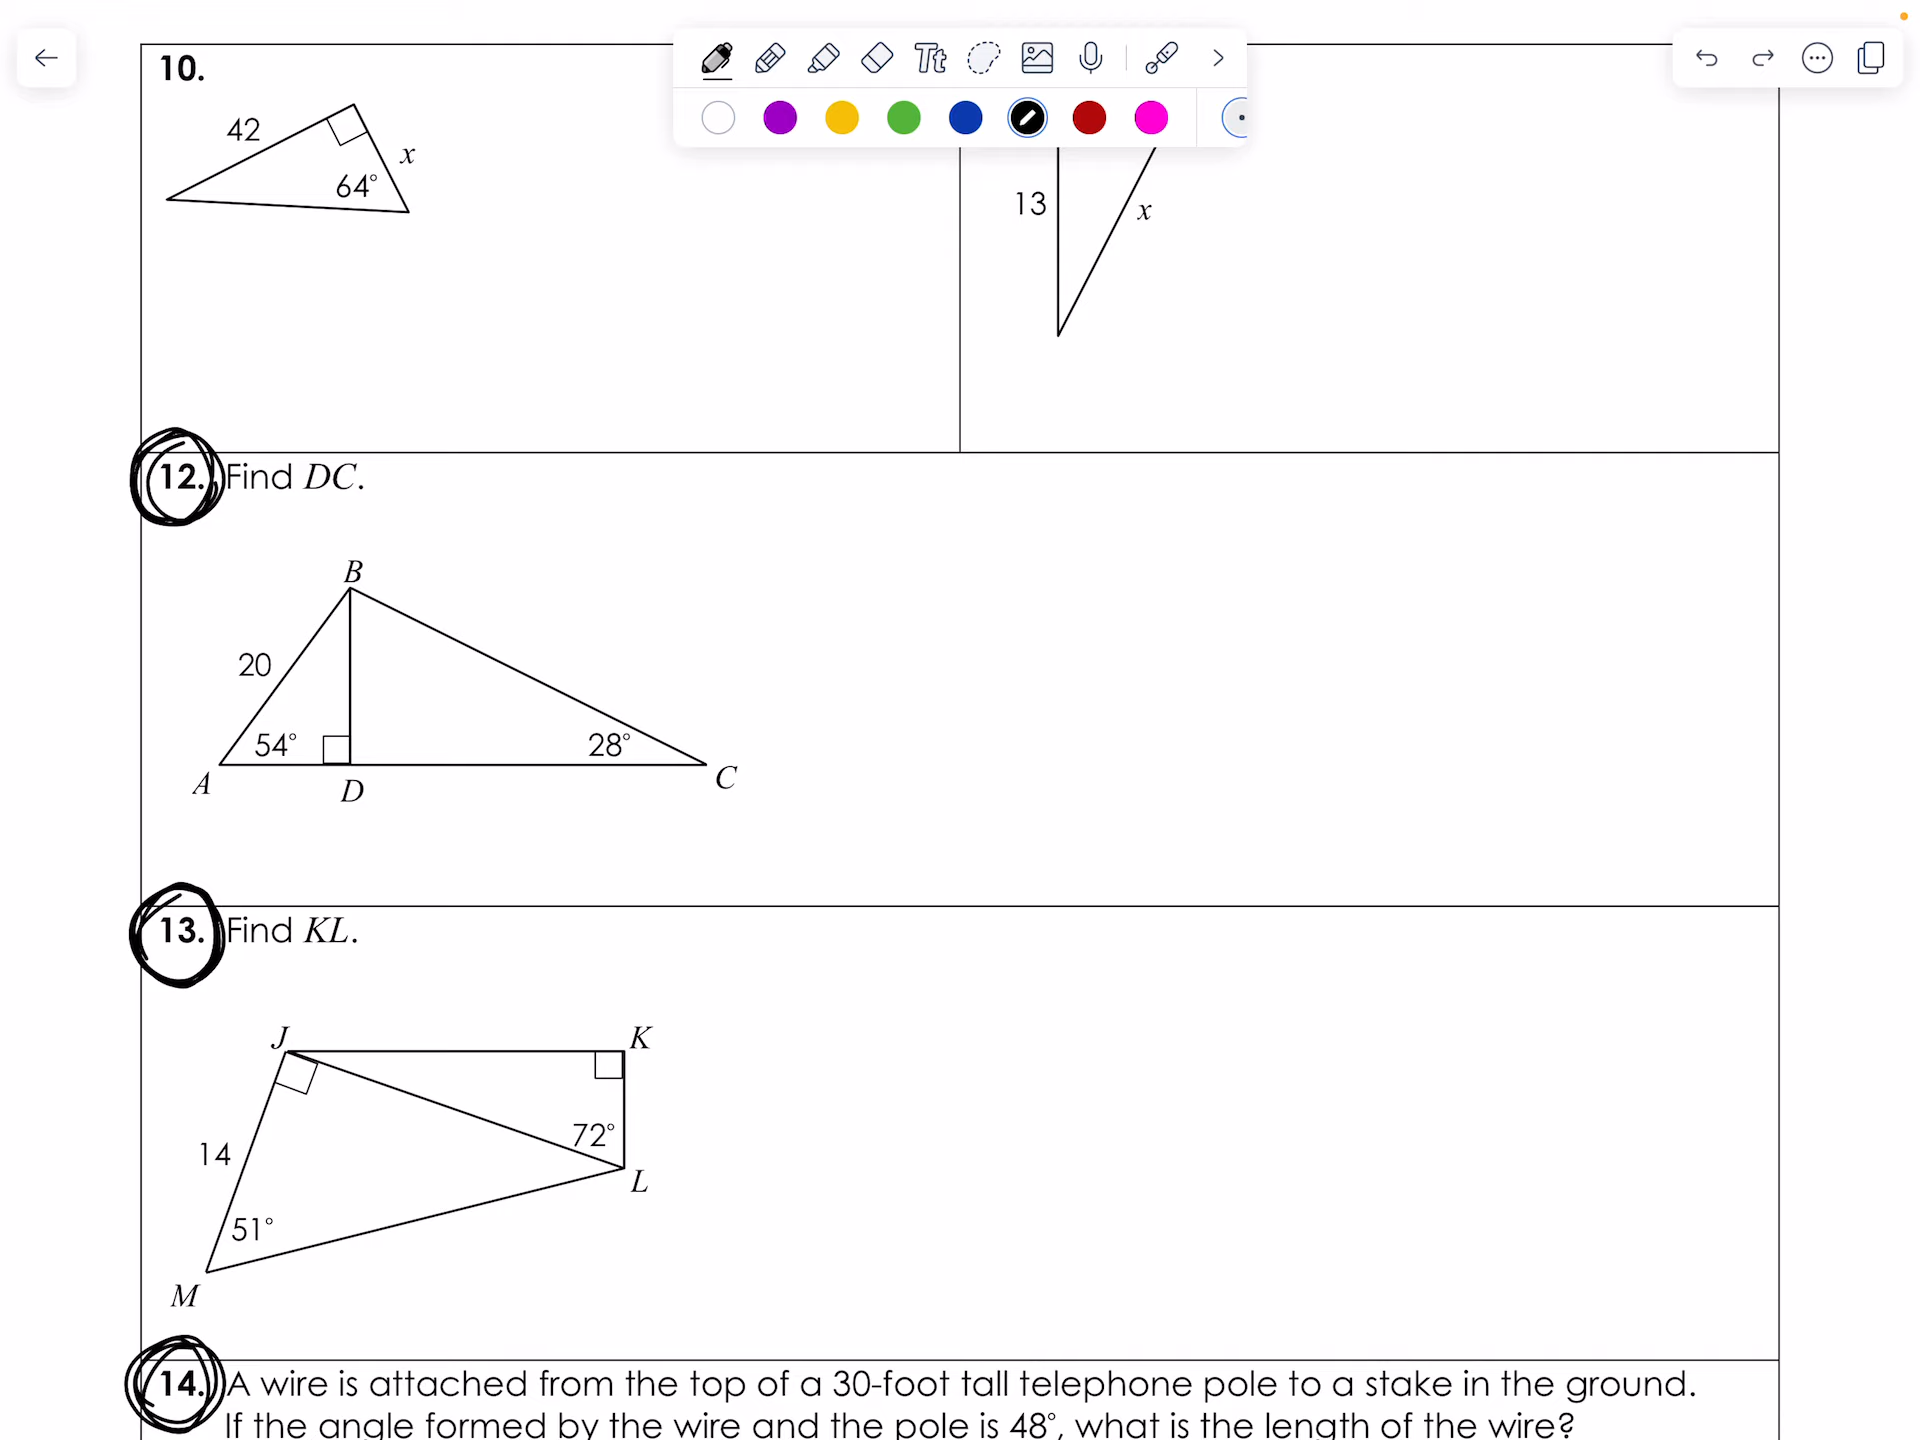 Tt
10.
42
x
64°
13
x
12. Find DC.
B
20
54°
28°
A
D
C
13. Find KL.
J
K
72°
14
L
51°
M
14. A wire is attached from the top of a 30-foot tall telephone pole to a stake in the ground.
If the angle formed by the wire and the pole is 48°, what is the length of the wire?